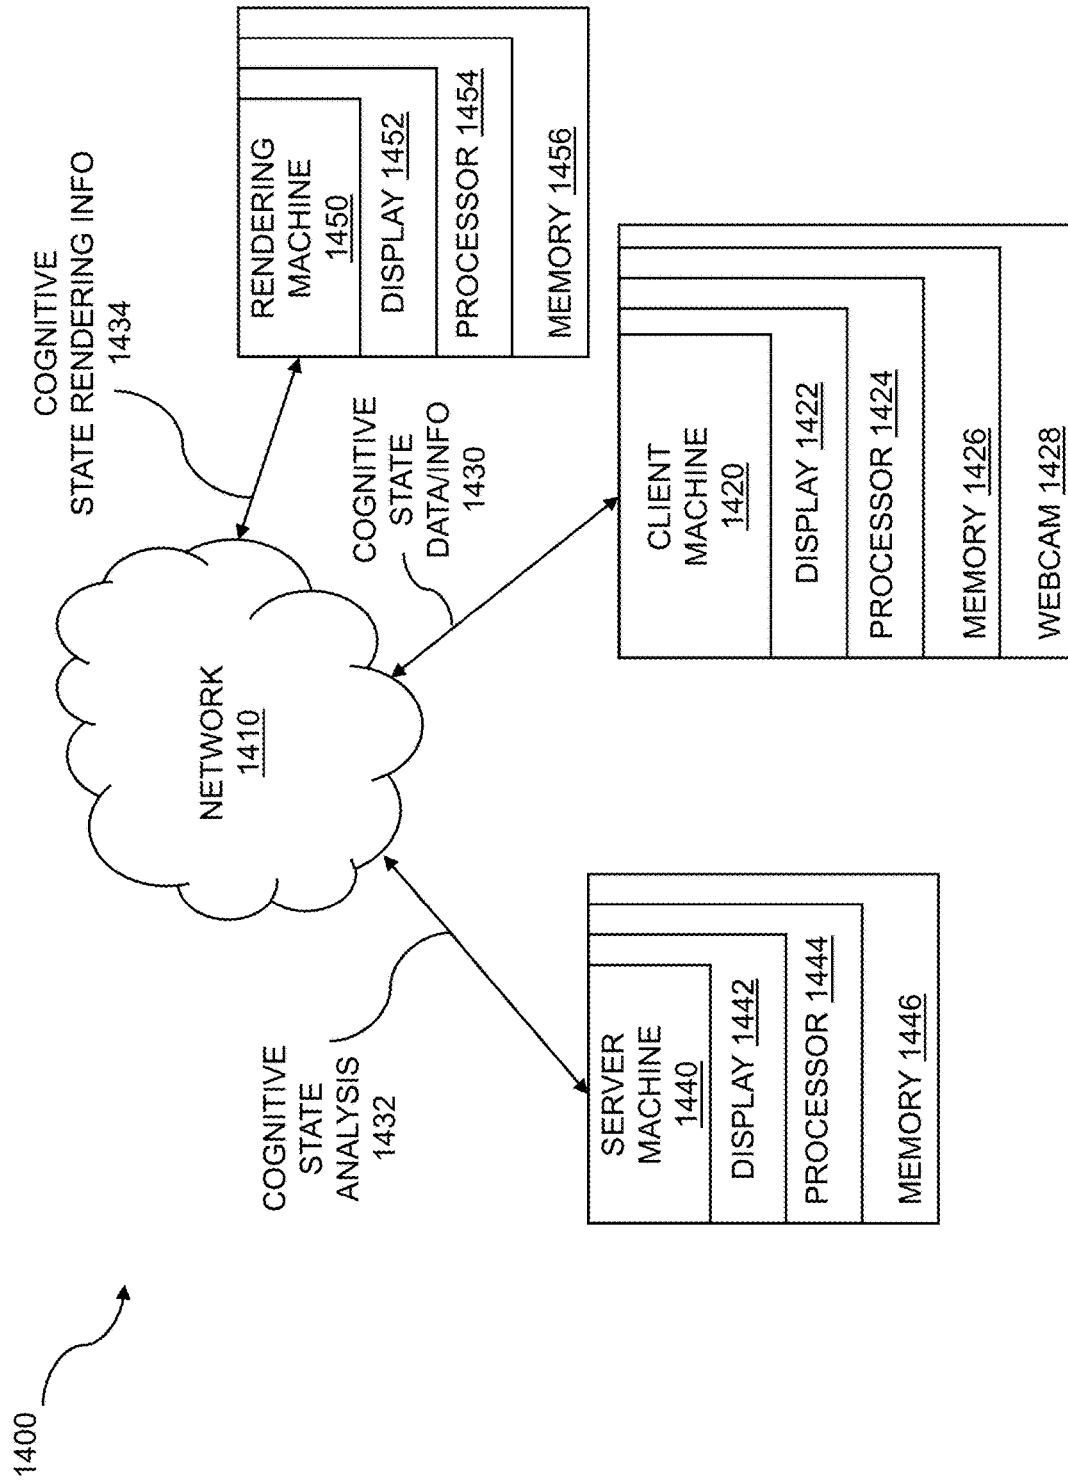 1400
NETWORK
1410
COGNITIVE
STATE RENDERING INFO
1434
COGNITIVE
STATE
ANALYSIS
1432
COGNITIVE
STATE
DATA/INFO
1430
RENDERING
MACHINE
1450
DISPLAY 1452
PROCESSOR 1454
MEMORY 1456
SERVER
MACHINE
1440
DISPLAY 1442
PROCESSOR 1444
MEMORY 1446
CLIENT
MACHINE
1420
DISPLAY 1422
PROCESSOR 1424
MEMORY 1426
WEBCAM 1428